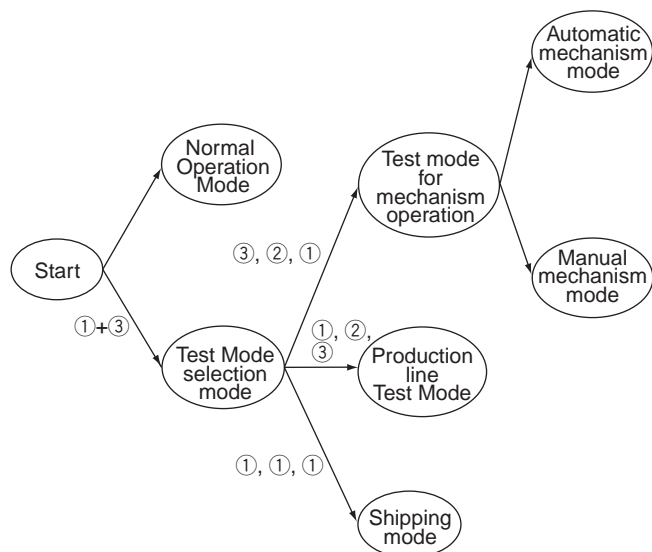 Automatic
mechanism
mode
Normal
Operation
Mode
Test mode
for
mechanism
operation
Start
③, ②, ①
Manual
mechanism
mode
①+③
Test Mode
selection
mode
①, ②,
③
Production
line
Test Mode
①, ①, ①
Shipping
mode